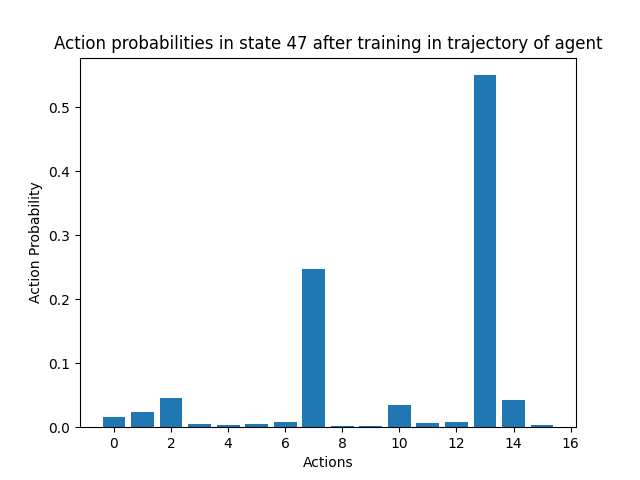 Action probabilities in state 47 after training in trajectory of agent
0.5
0.4
0.3
0.2
0.1
0.0
Action Probability
0 2 4 6 8 10 12 14 16
Actions